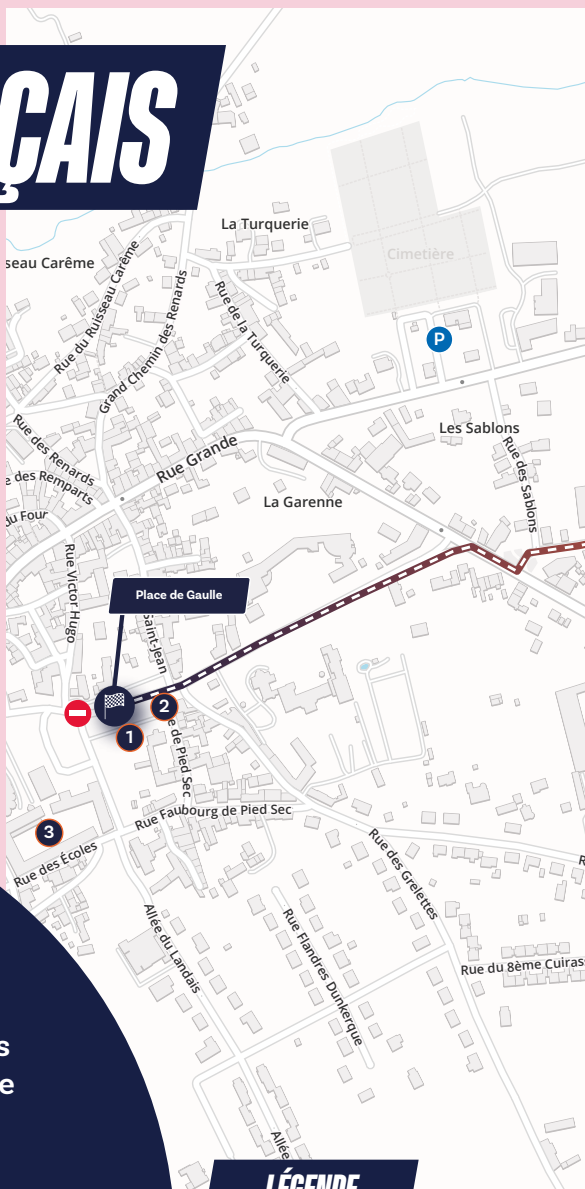 ÇAIS
La Turquerie
Cimetière
seau Carême
Rue du Ruisseau Carême
Grand Chemin des Renards
Rue de la Turquerie
P
Les Sablons
Rue des Renards
Rue Grande
Rue des Sablons
e des Remparts
La Garenne
du Four
Rue Victor Hugo
Place de Gaulle
Saint-Jean
2
1
e de Pied Sec
Rue Faubourg de Pied Sec
3
Rue des Écoles
Rue des Grelettes
R
Allée du Landais
Rue Flandres Dunkerque
Rue du 8ème Cuiras
s
e
Allée
LÉGENDE